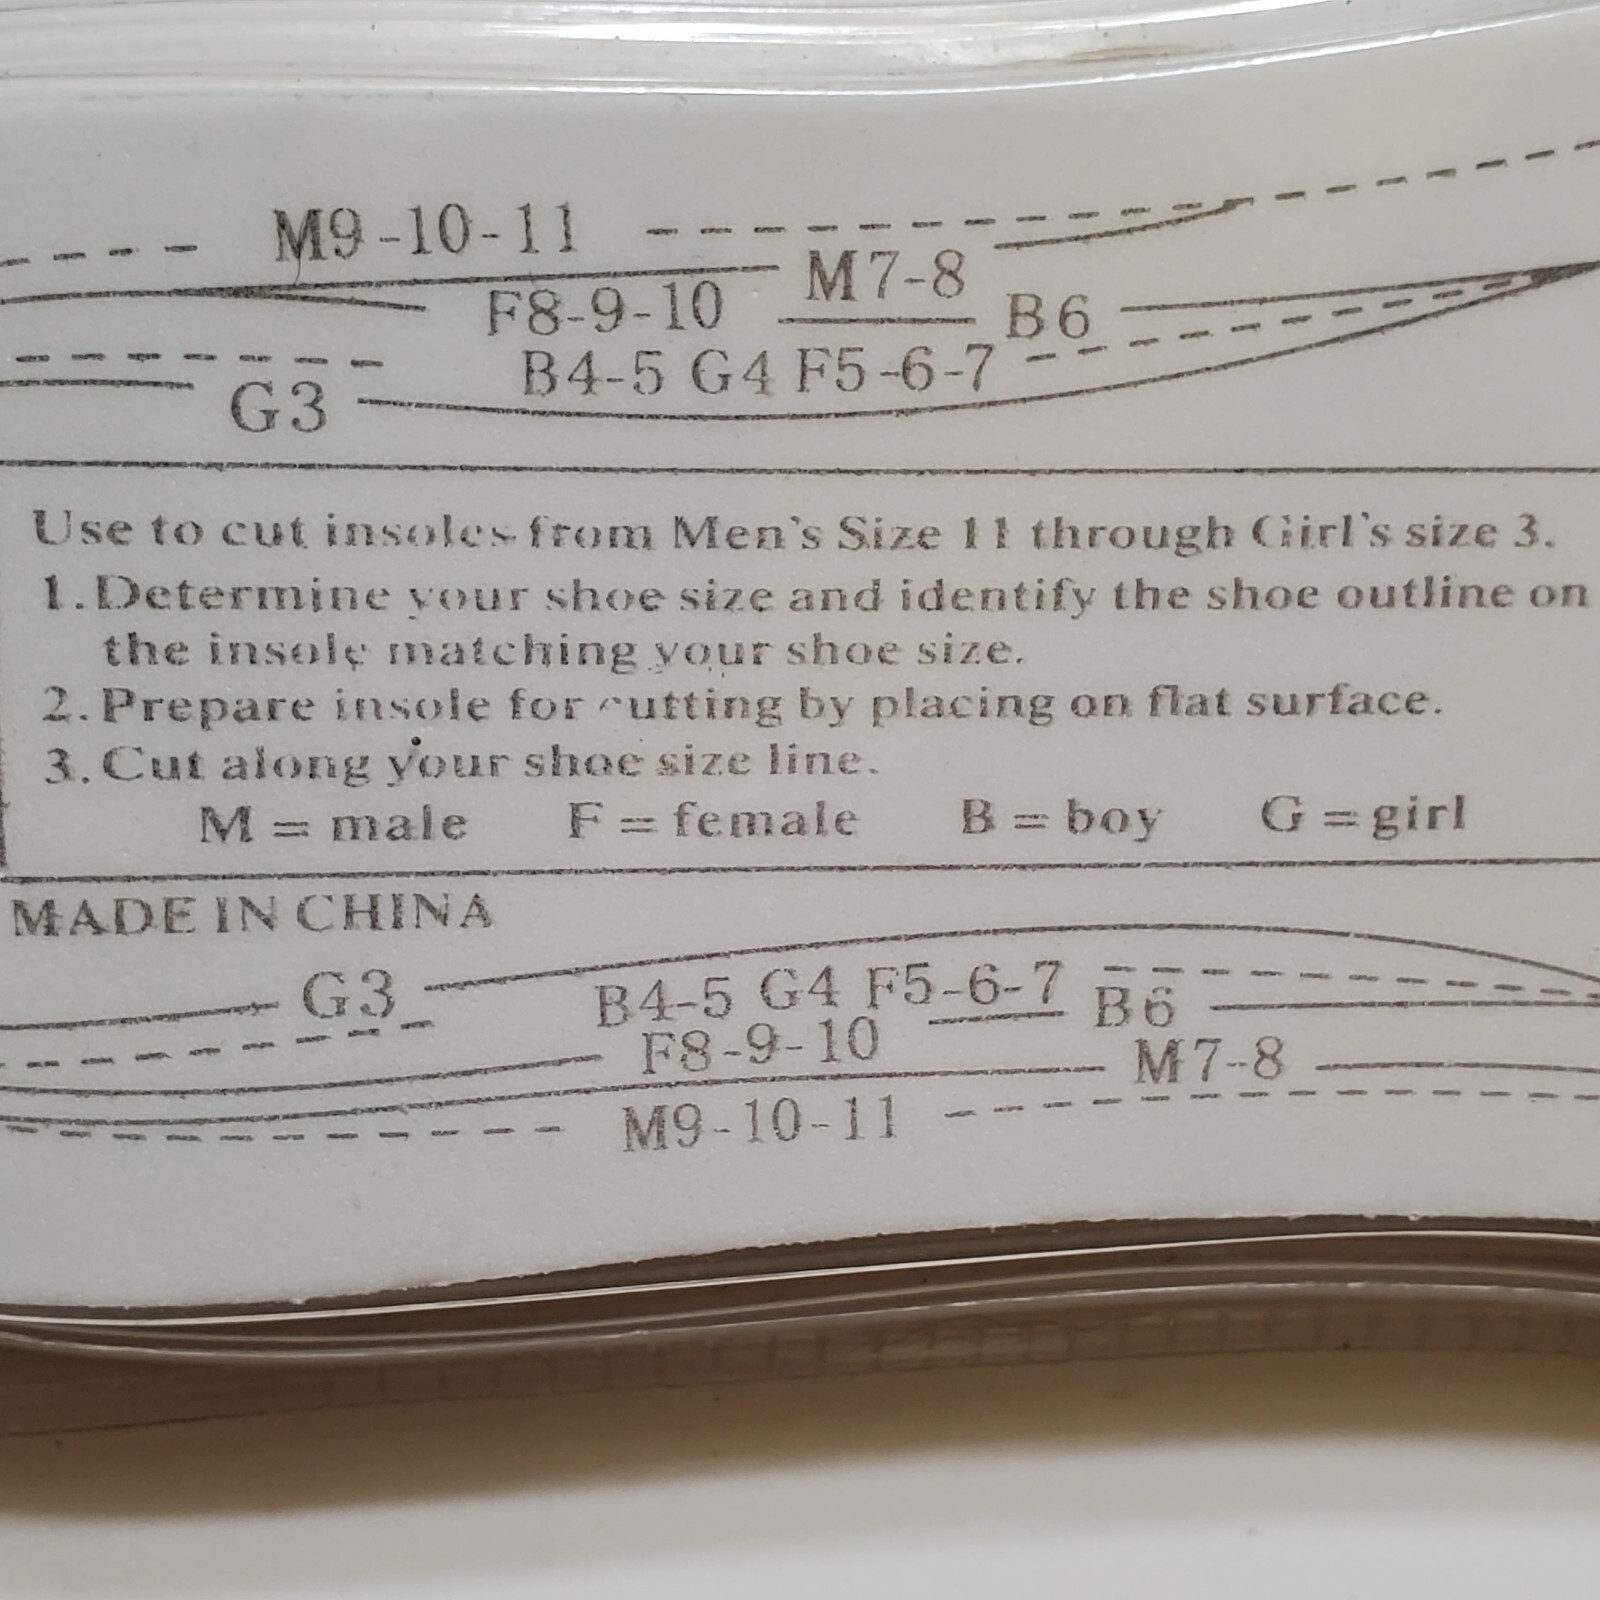 M9-10-11
M7-8
F8-9-10
B6
B4-5 G4 F5-6-7
G3
Use to cut insoles from Men's Size 11 through Girl's size 3.
1. Determine your shoe size and identify the shoe outline on
the insole matching your shoe size.
2. Prepare insole for cutting by placing on flat surface.
3. Cut along your shoe size line.
M = male F = female B = boy G = girl
MADE IN CHINA
G3
B4-5 G4 F5-6-7
B6
F8-9-10
M7-8
M9-10-11